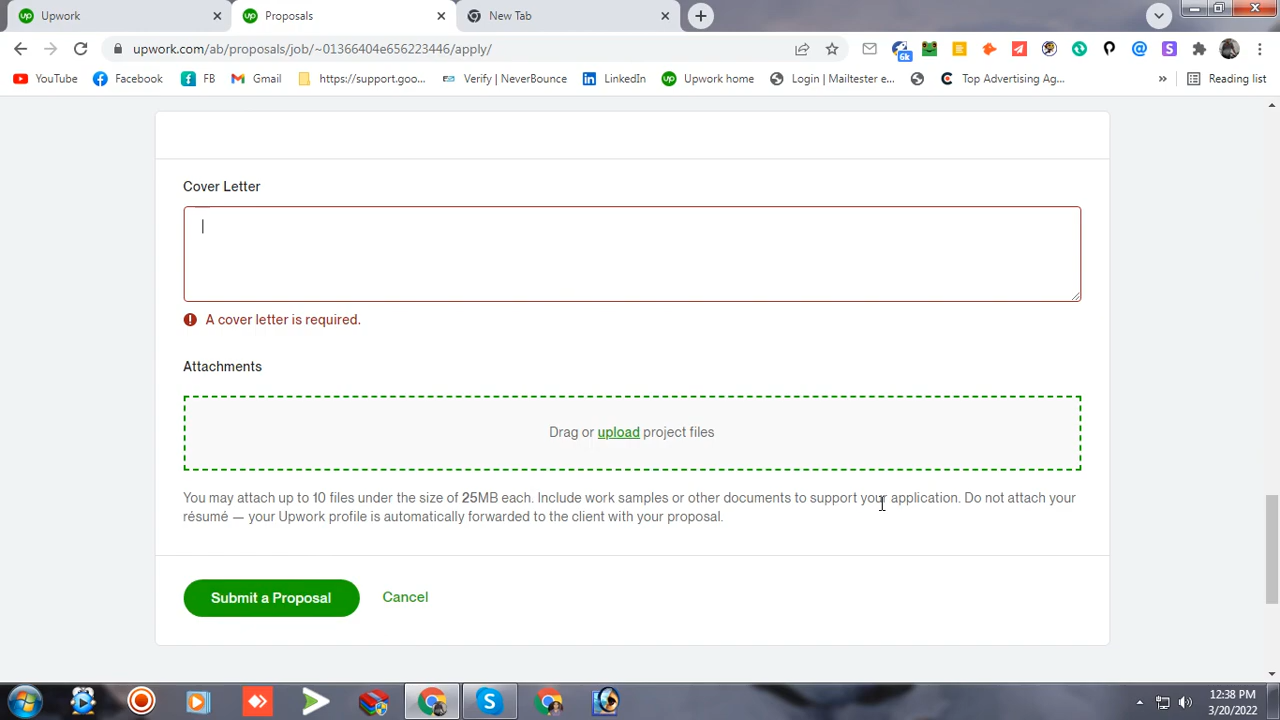 Upwork
Proposals
New Tab
upwork.com/ab/proposals/job/~01366404e656223446/apply/
6k
YouTube
Facebook
FB
Gmail
https://support.goo...
Verify | NeverBounce
LinkedIn
Upwork home
Login | Mailtester e...
Top Advertising Ag...
»
Reading list
Cover Letter
A cover letter is required.
Attachments
Drag or upload project files
You may attach up to 10 files under the size of 25MB each. Include work samples or other documents to support your application. Do not attach your
résumé — your Upwork profile is automatically forwarded to the client with your proposal.
Submit a Proposal
Cancel
12:38 PM
3/20/2022